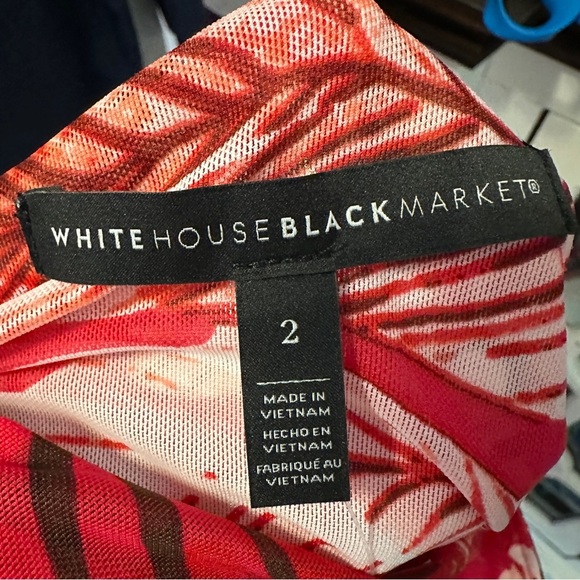 WHITE HOUSE BLACK MARKET®
2
MADE IN
VIETNAM
HECHO EN
VIETNAM
FABRIQUÉ AU
VIETNAM